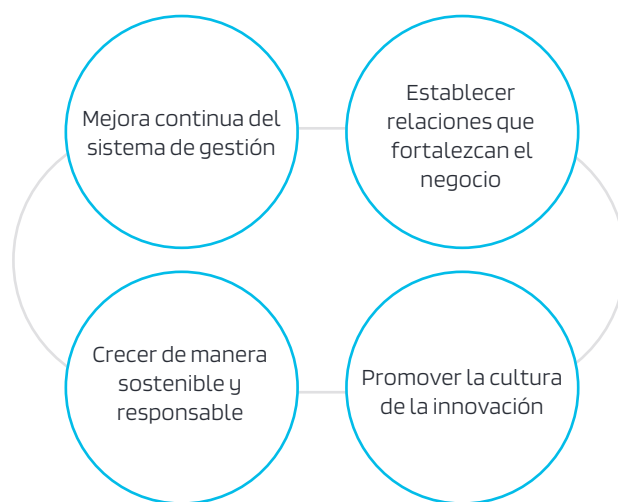 Mejora continua del
sistema de gestión
Establecer
relaciones que
fortalezcan el
negocio
Crecer de manera
sostenible y
responsable
Promover la cultura
de la innovación